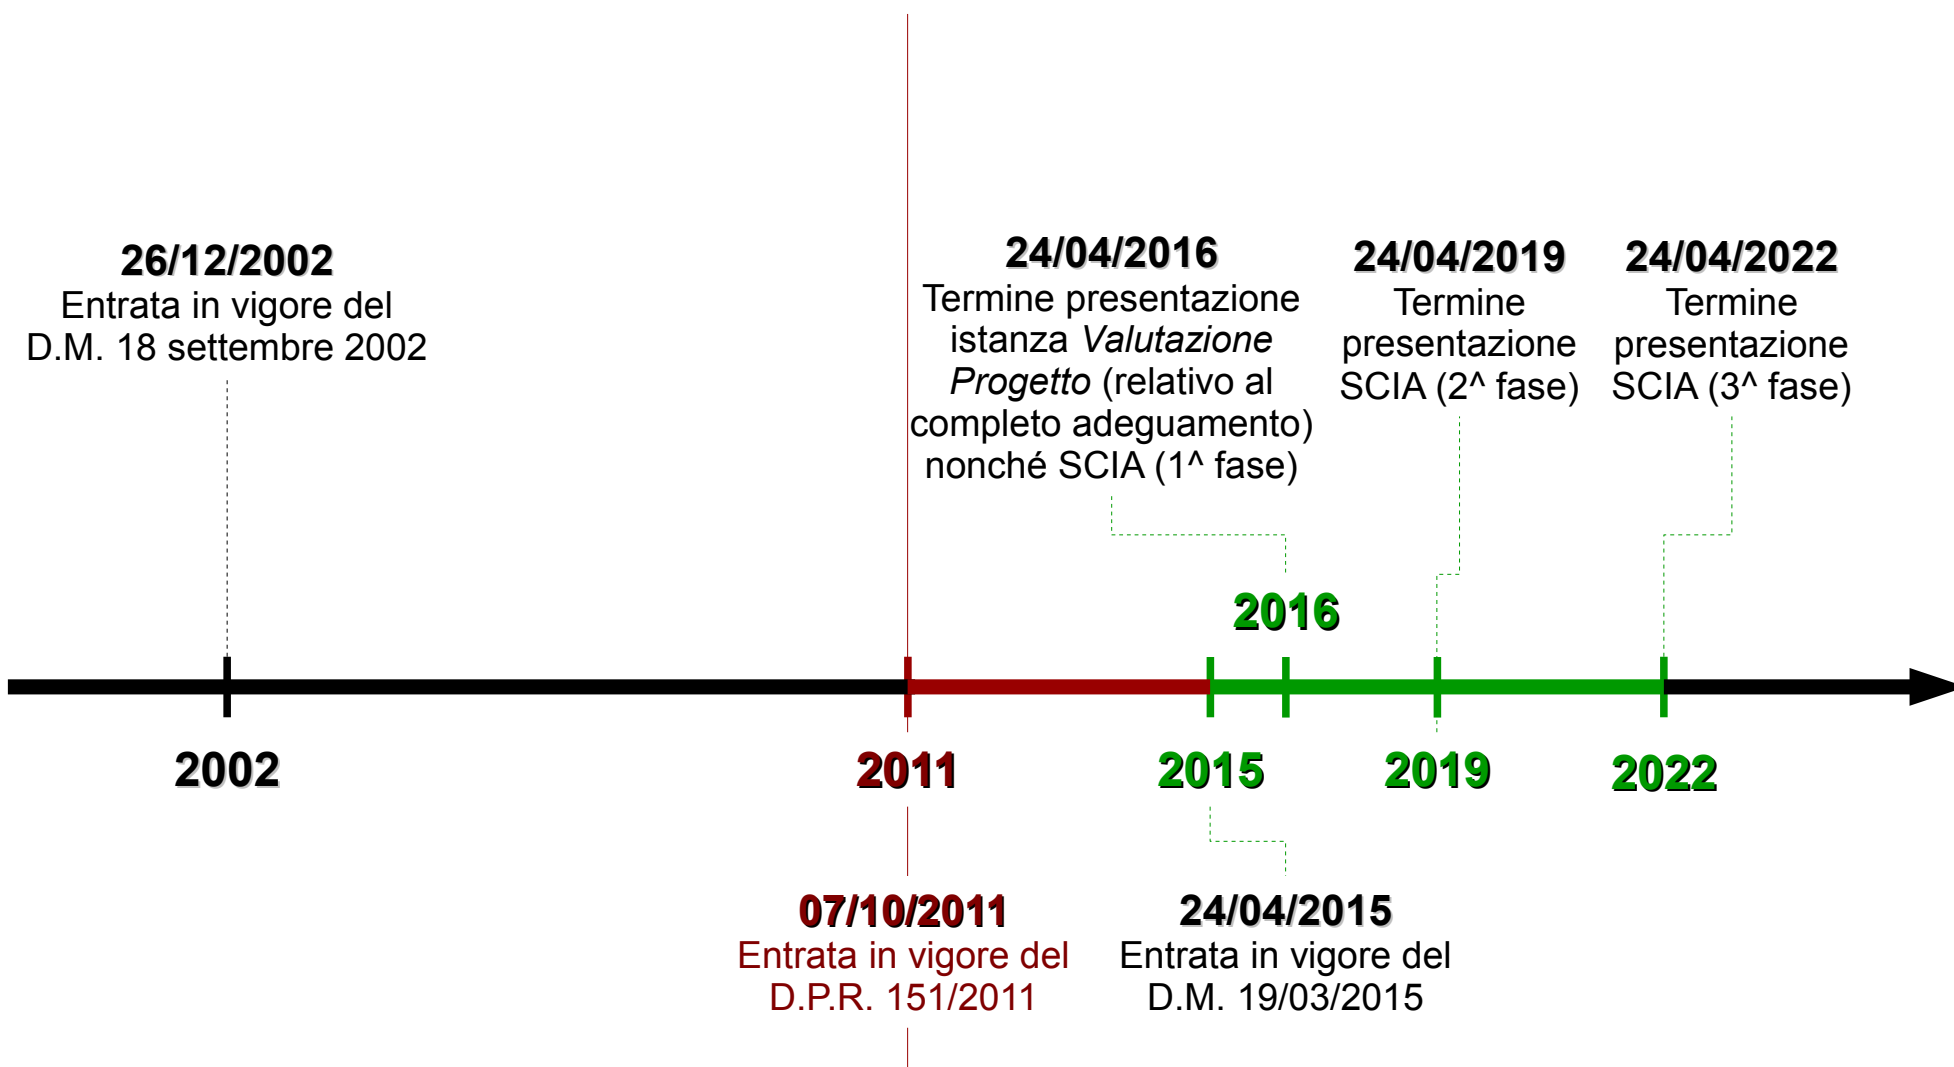 26/12/2002
Entrata in vigore del
D.M. 18 settembre 2002
24/04/2016
Termine presentazione
istanza Valutazione
Progetto (relativo al
completo adeguamento)
nonché SCIA (1^ fase)
24/04/2019
Termine
presentazione
SCIA (2^ fase)
24/04/2022
Termine
presentazione
SCIA (3^ fase)
2016
2002
2011
2015
2019
2022
07/10/2011
Entrata in vigore del
D.P.R. 151/2011
24/04/2015
Entrata in vigore del
D.M. 19/03/2015